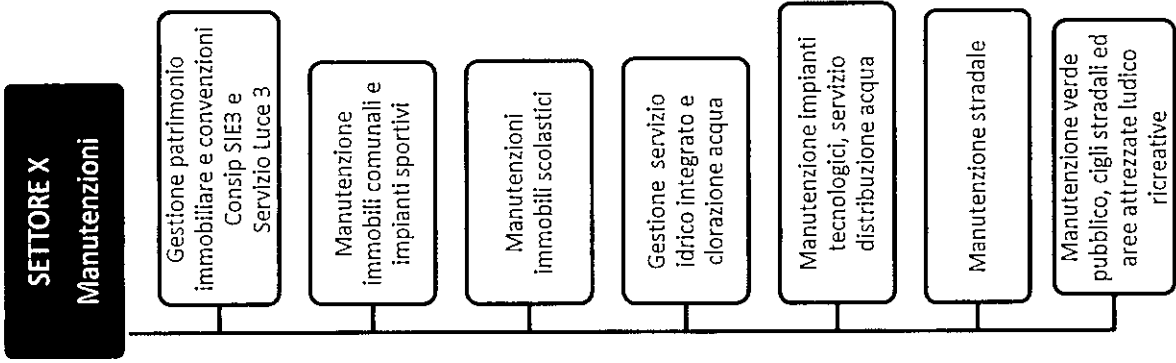 SETTORE X
Manutenzioni
Gestione patrimonio
immobiliare e convenzioni
Consip SIE3 e
Servizio Luce 3
Manutenzione
immobili comunali e
impianti sportivi
Manutenzioni
immobili scolastici
Gestione servizio
idrico integrato e
clorazione acqua
Manutenzione impianti
tecnologici, servizio
distribuzione acqua
Manutenzione stradale
Manutenzione verde
pubblico, cigli stradali ed
aree attrezzate ludico
ricreative